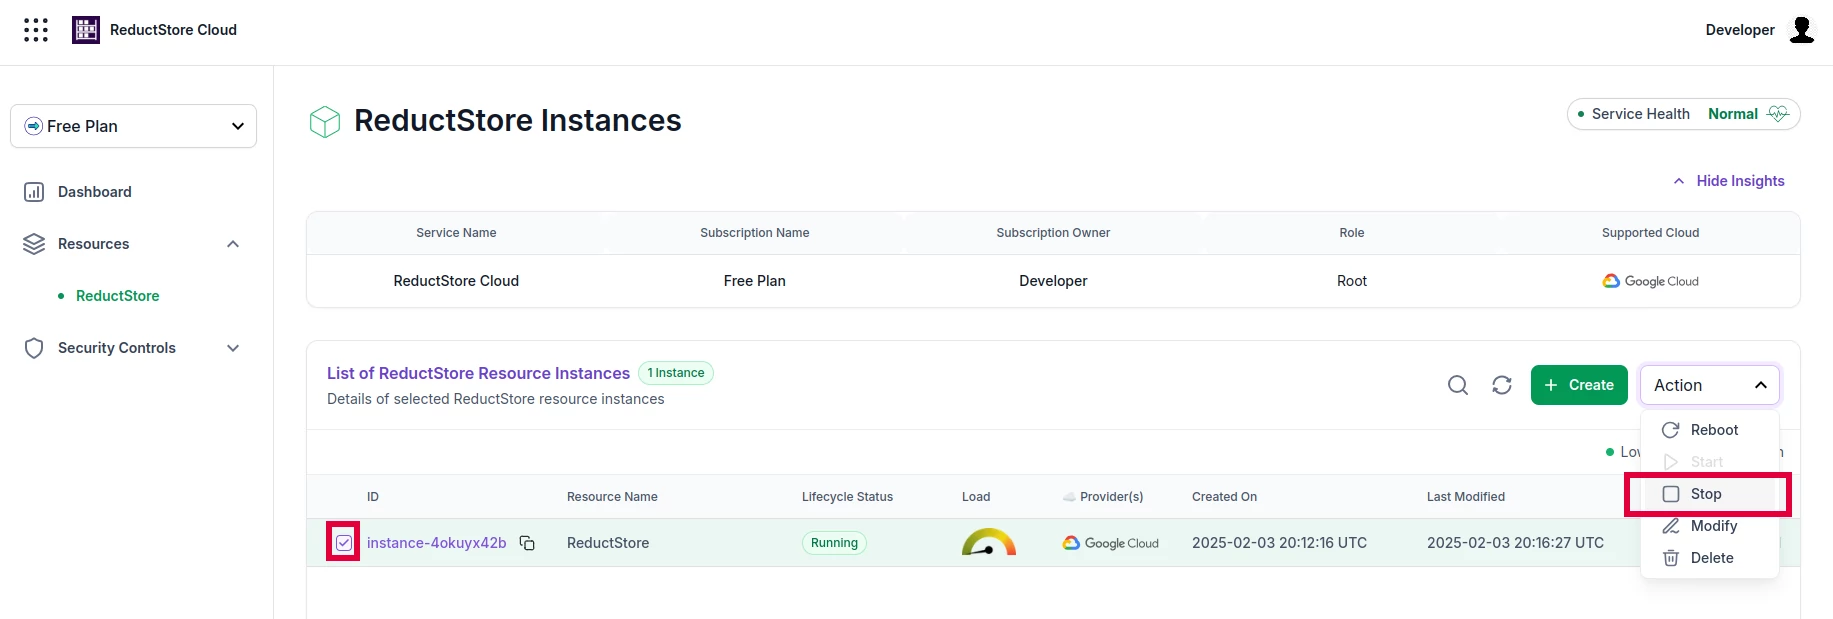 ReductStore Cloud
Developer
Free Plan
Dashboard
Resources
ReductStore
Security Controls
ReductStore Instances
Service Health Normal
Hide Insights
Service Name Subscription Name Subscription Owner Role Supported Cloud
ReductStore Cloud Free Plan Developer Root Google Cloud
List of ReductStore Resource Instances 1 Instance
Details of selected ReductStore resource instances
Create
Action
Reboot
Start
Stop
Modify
Delete
ID Resource Name Lifecycle Status Load Provider(s) Created On Last Modified
instance-4okuyx42b ReductStore Running Google Cloud 2025-02-03 20:12:16 UTC 2025-02-03 20:16:27 UTC